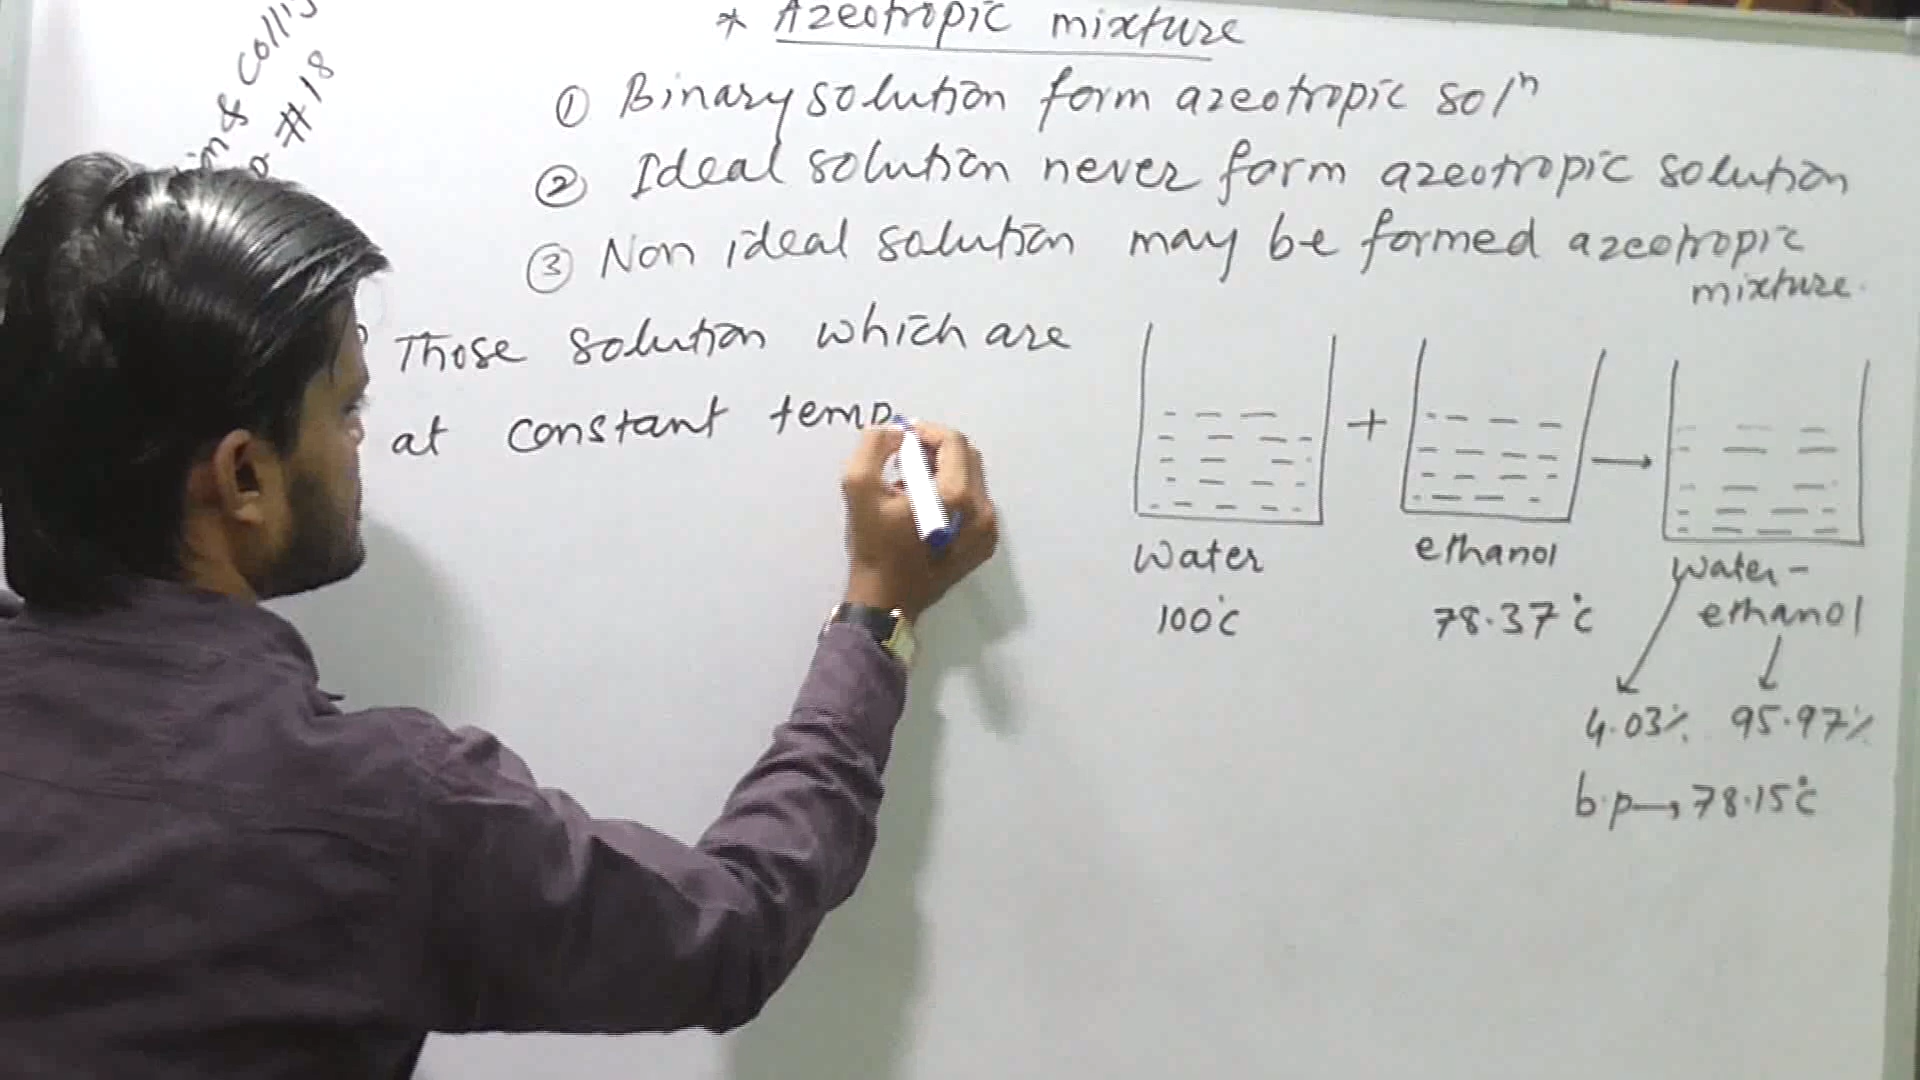 * Azeotropic mixture
& colli
# 18
① Binary solution form azeotropic solⁿ
② Ideal solution never form azeotropic solution
③ Non ideal solution may be formed azeotropic
mixture.
Those solution which are
at constant temp
+ →
water
100°C
ethanol
78.37°C
water-
ethanol
4.03% 95.97%
b.p → 78.15°C